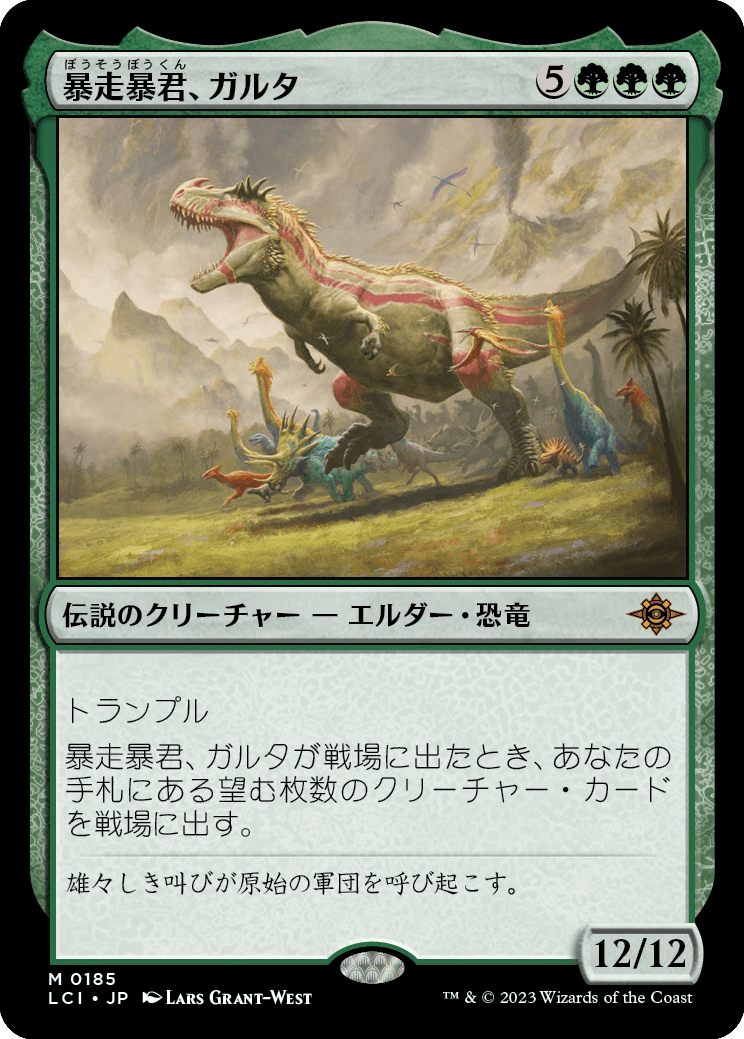 ぼうそうぼうくん
暴走暴君、ガルタ
5
伝説のクリーチャー ― エルダー・恐竜
トランプル
暴走暴君、ガルタが戦場に出たとき、あなたの
手札にある望む枚数のクリーチャー・カード
を戦場に出す。
雄々しき叫びが原始の軍団を呼び起こす。
12/12
M 0185
LCI • JP Lars Grant-West
™ & © 2023 Wizards of the Coast